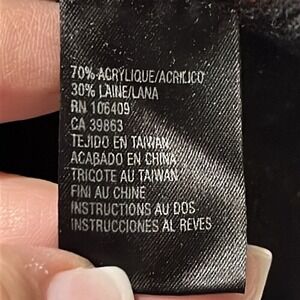 70% ACRYLIQUE/ACRILICO
30% LAINE/LANA
RN 106409
CA 39863
TEJIDO EN TAIWAN
ACABADO EN CHINA
TRICOTE AU TAIWAN
FINI AU CHINE
INSTRUCTIONS AU DOS
INSTRUCCIONES AL REVES